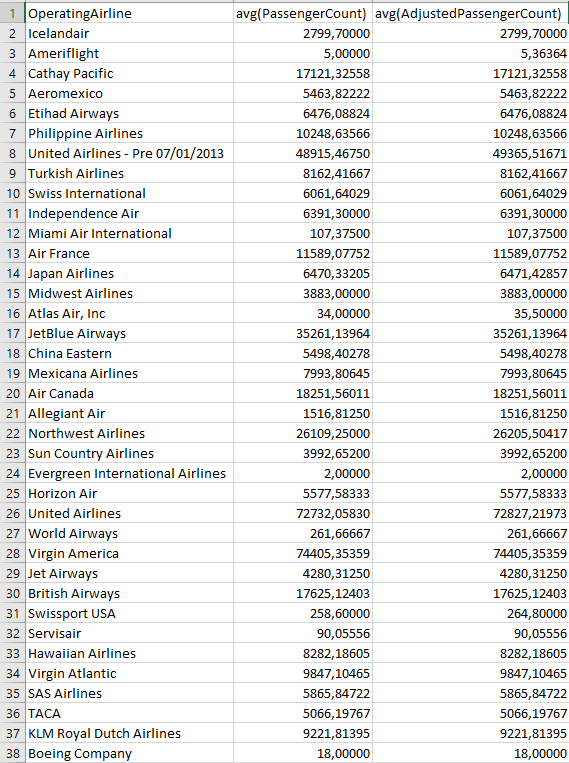 1 OperatingAirline avg(PassengerCount) avg(AdjustedPassengerCount)
2 Icelandair 2799,70000 2799,70000
3 Ameriflight 5,00000 5,36364
4 Cathay Pacific 17121,32558 17121,32558
5 Aeromexico 5463,82222 5463,82222
6 Etihad Airways 6476,08824 6476,08824
7 Philippine Airlines 10248,63566 10248,63566
8 United Airlines - Pre 07/01/2013 48915,46750 49365,51671
9 Turkish Airlines 8162,41667 8162,41667
10 Swiss International 6061,64029 6061,64029
11 Independence Air 6391,30000 6391,30000
12 Miami Air International 107,37500 107,37500
13 Air France 11589,07752 11589,07752
14 Japan Airlines 6470,33205 6471,42857
15 Midwest Airlines 3883,00000 3883,00000
16 Atlas Air, Inc 34,00000 35,50000
17 JetBlue Airways 35261,13964 35261,13964
18 China Eastern 5498,40278 5498,40278
19 Mexicana Airlines 7993,80645 7993,80645
20 Air Canada 18251,56011 18251,56011
21 Allegiant Air 1516,81250 1516,81250
22 Northwest Airlines 26109,25000 26205,50417
23 Sun Country Airlines 3992,65200 3992,65200
24 Evergreen International Airlines 2,00000 2,00000
25 Horizon Air 5577,58333 5577,58333
26 United Airlines 72732,05830 72827,21973
27 World Airways 261,66667 261,66667
28 Virgin America 74405,35359 74405,35359
29 Jet Airways 4280,31250 4280,31250
30 British Airways 17625,12403 17625,12403
31 Swissport USA 258,60000 264,80000
32 Servisair 90,05556 90,05556
33 Hawaiian Airlines 8282,18605 8282,18605
34 Virgin Atlantic 9847,10465 9847,10465
35 SAS Airlines 5865,84722 5865,84722
36 TACA 5066,19767 5066,19767
37 KLM Royal Dutch Airlines 9221,81395 9221,81395
38 Boeing Company 18,00000 18,00000